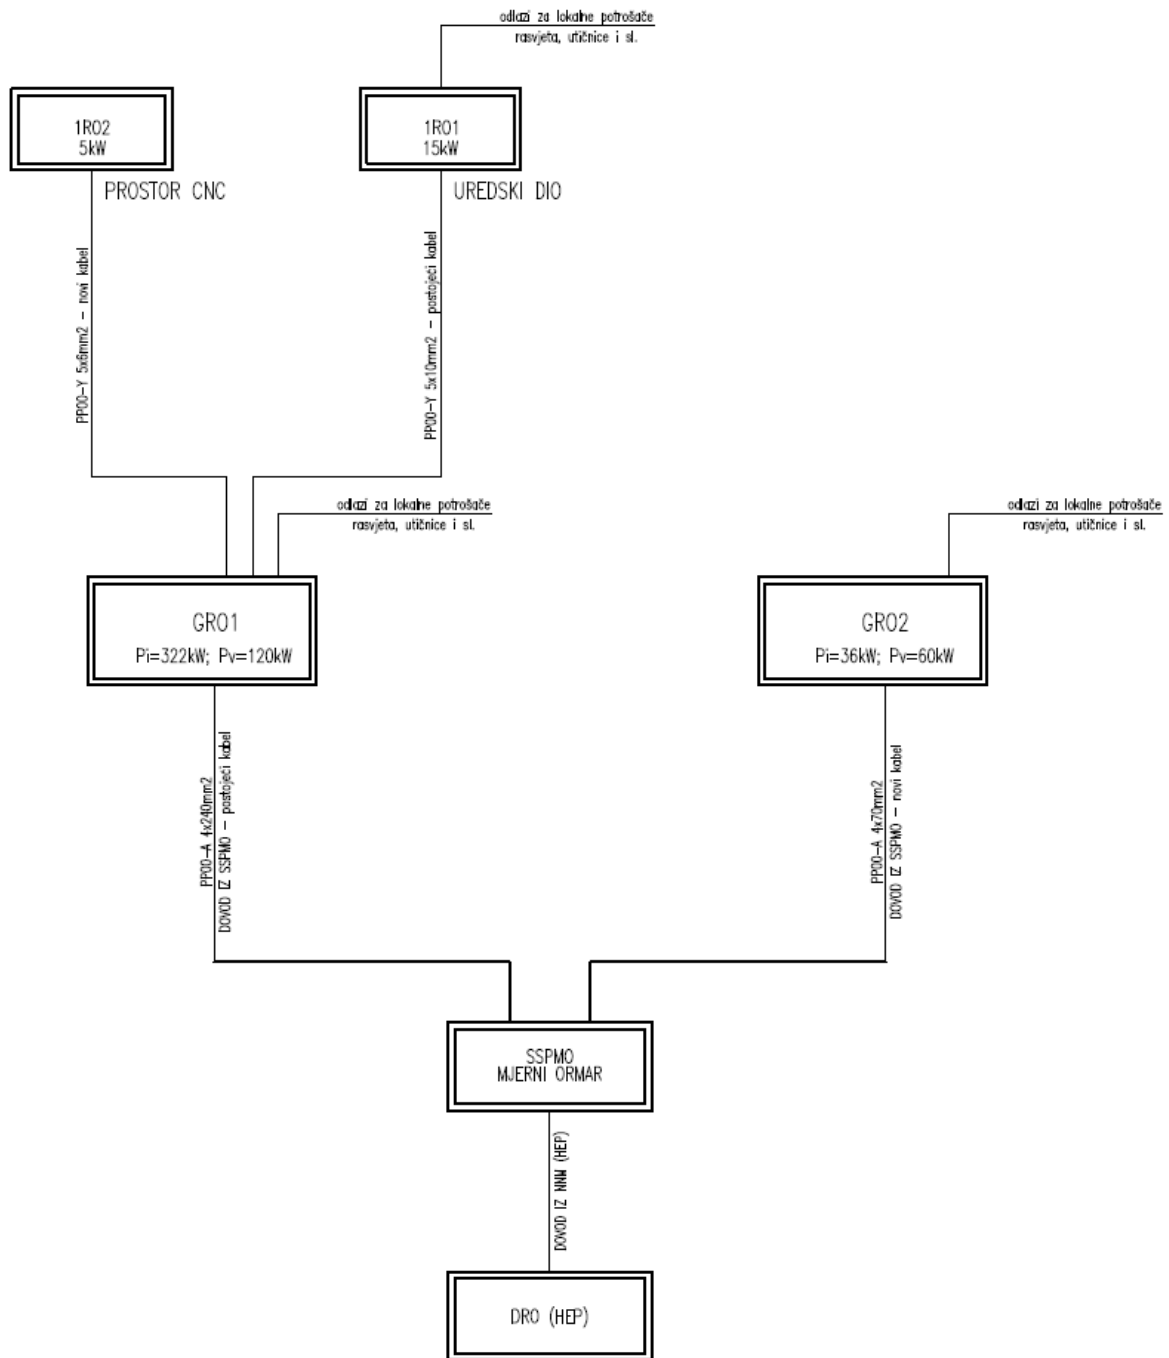 odlazi za lokalne potrošače
rasvjeta, utičnice i sl.
1RO2
5kW
PROSTOR CNC
1RO1
15kW
UREDSKI DIO
PP00-Y 5x6mm2 - novi kabel
PP00-Y 5x10mm2 - postojeći kabel
odlazi za lokalne potrošače
rasvjeta, utičnice i sl.
odlazi za lokalne potrošače
rasvjeta, utičnice i sl.
GRO1
Pi=322kW; Pv=120kW
GRO2
Pi=36kW; Pv=60kW
PP00-A 4x240mm2
DOVOD IZ SSPMO - postojeći kabel
PP00-A 4x70mm2
DOVOD IZ SSPMO - novi kabel
SSPMO
MJERNI ORMAR
DOVOD IZ NNM (HEP)
DRO (HEP)